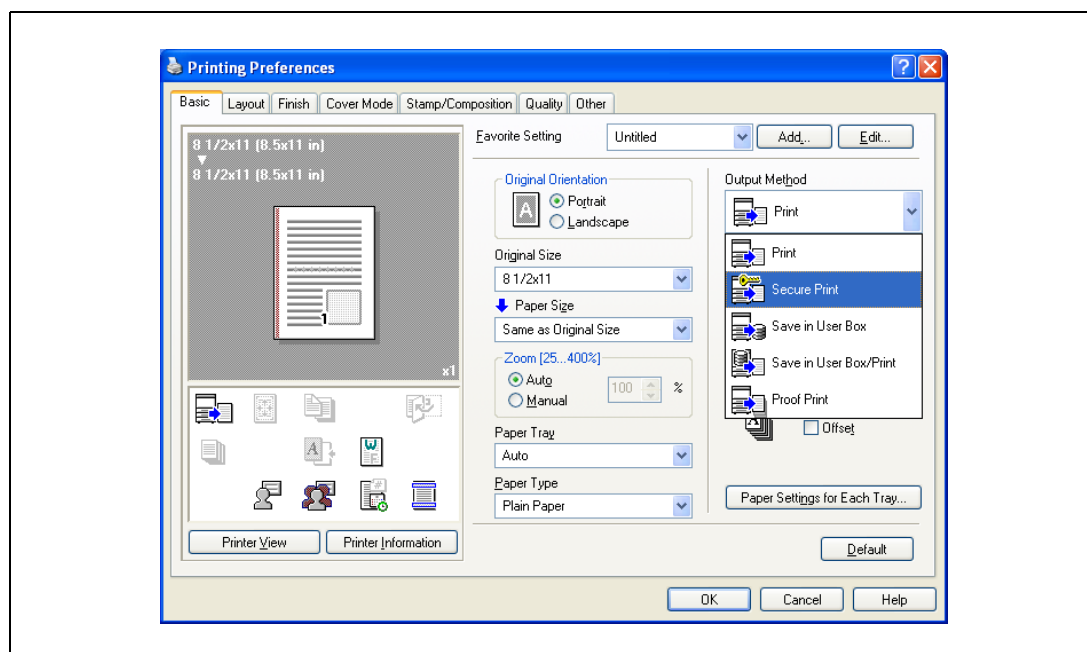 Printing Preferences
Basic Layout Finish Cover Mode Stamp/Composition Quality Other
8 1/2x11 (8.5x11 in)
8 1/2x11 (8.5x11 in)
1
x1
Printer View Printer Information
Favorite Setting Untitled Add... Edit...
Original Orientation
A Portrait
Landscape
Original Size
8 1/2x11
Paper Size
Same as Original Size
Zoom [25...400%]
Auto
Manual
100 %
Paper Tray
Auto
Paper Type
Plain Paper
Output Method
Print
Print
Secure Print
Save in User Box
Save in User Box/Print
Proof Print
Offset
Paper Settings for Each Tray...
Default
OK Cancel Help